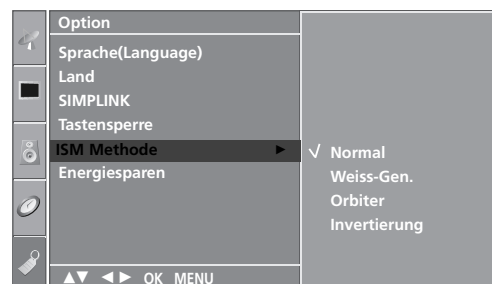 Option
Sprache(Language)
Land
SIMPLINK
Tastensperre
ISM Methode ►
Energiesparen
√ Normal
Weiss-Gen.
Orbiter
Invertierung
▲▼ ◄► OK MENU